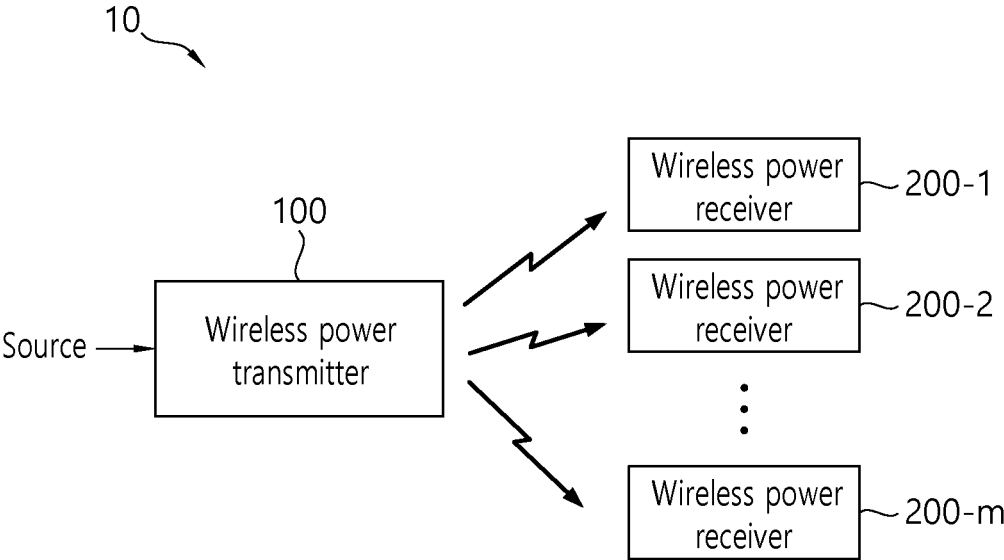 10
Wireless power
receiver
200-1
100
Wireless power
receiver
200-2
Source
Wireless power
transmitter
Wireless power
receiver
200-m